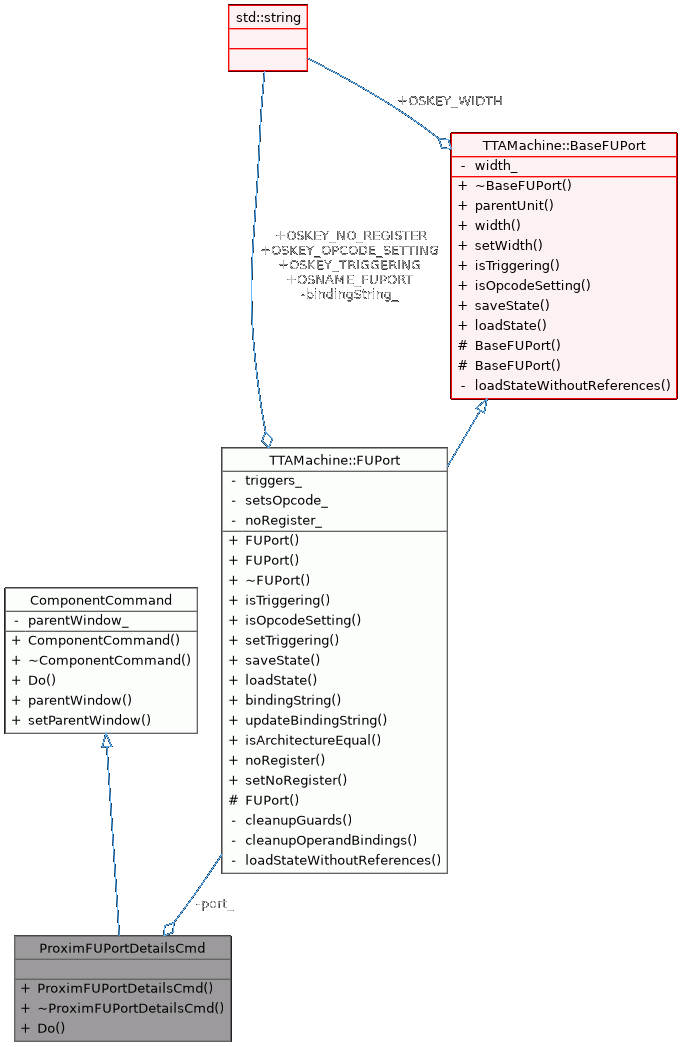 std::string
+OSKEY_WIDTH
TTAMachine::BaseFUPort
- width_
+ ~BaseFUPort()
+ parentUnit()
+ width()
+ setWidth()
+ isTriggering()
+ isOpcodeSetting()
+ saveState()
+ loadState()
# BaseFUPort()
# BaseFUPort()
- loadStateWithoutReferences()
+OSKEY_NO_REGISTER
+OSKEY_OPCODE_SETTING
+OSKEY_TRIGGERING
+OSNAME_FUPORT
-bindingString_
TTAMachine::FUPort
- triggers_
- setsOpcode_
- noRegister_
+ FUPort()
+ FUPort()
+ ~FUPort()
+ isTriggering()
+ isOpcodeSetting()
+ setTriggering()
+ saveState()
+ loadState()
+ bindingString()
+ updateBindingString()
+ isArchitectureEqual()
+ noRegister()
+ setNoRegister()
# FUPort()
- cleanupGuards()
- cleanupOperandBindings()
- loadStateWithoutReferences()
ComponentCommand
- parentWindow_
+ ComponentCommand()
+ ~ComponentCommand()
+ Do()
+ parentWindow()
+ setParentWindow()
-port_
ProximFUPortDetailsCmd
+ ProximFUPortDetailsCmd()
+ ~ProximFUPortDetailsCmd()
+ Do()